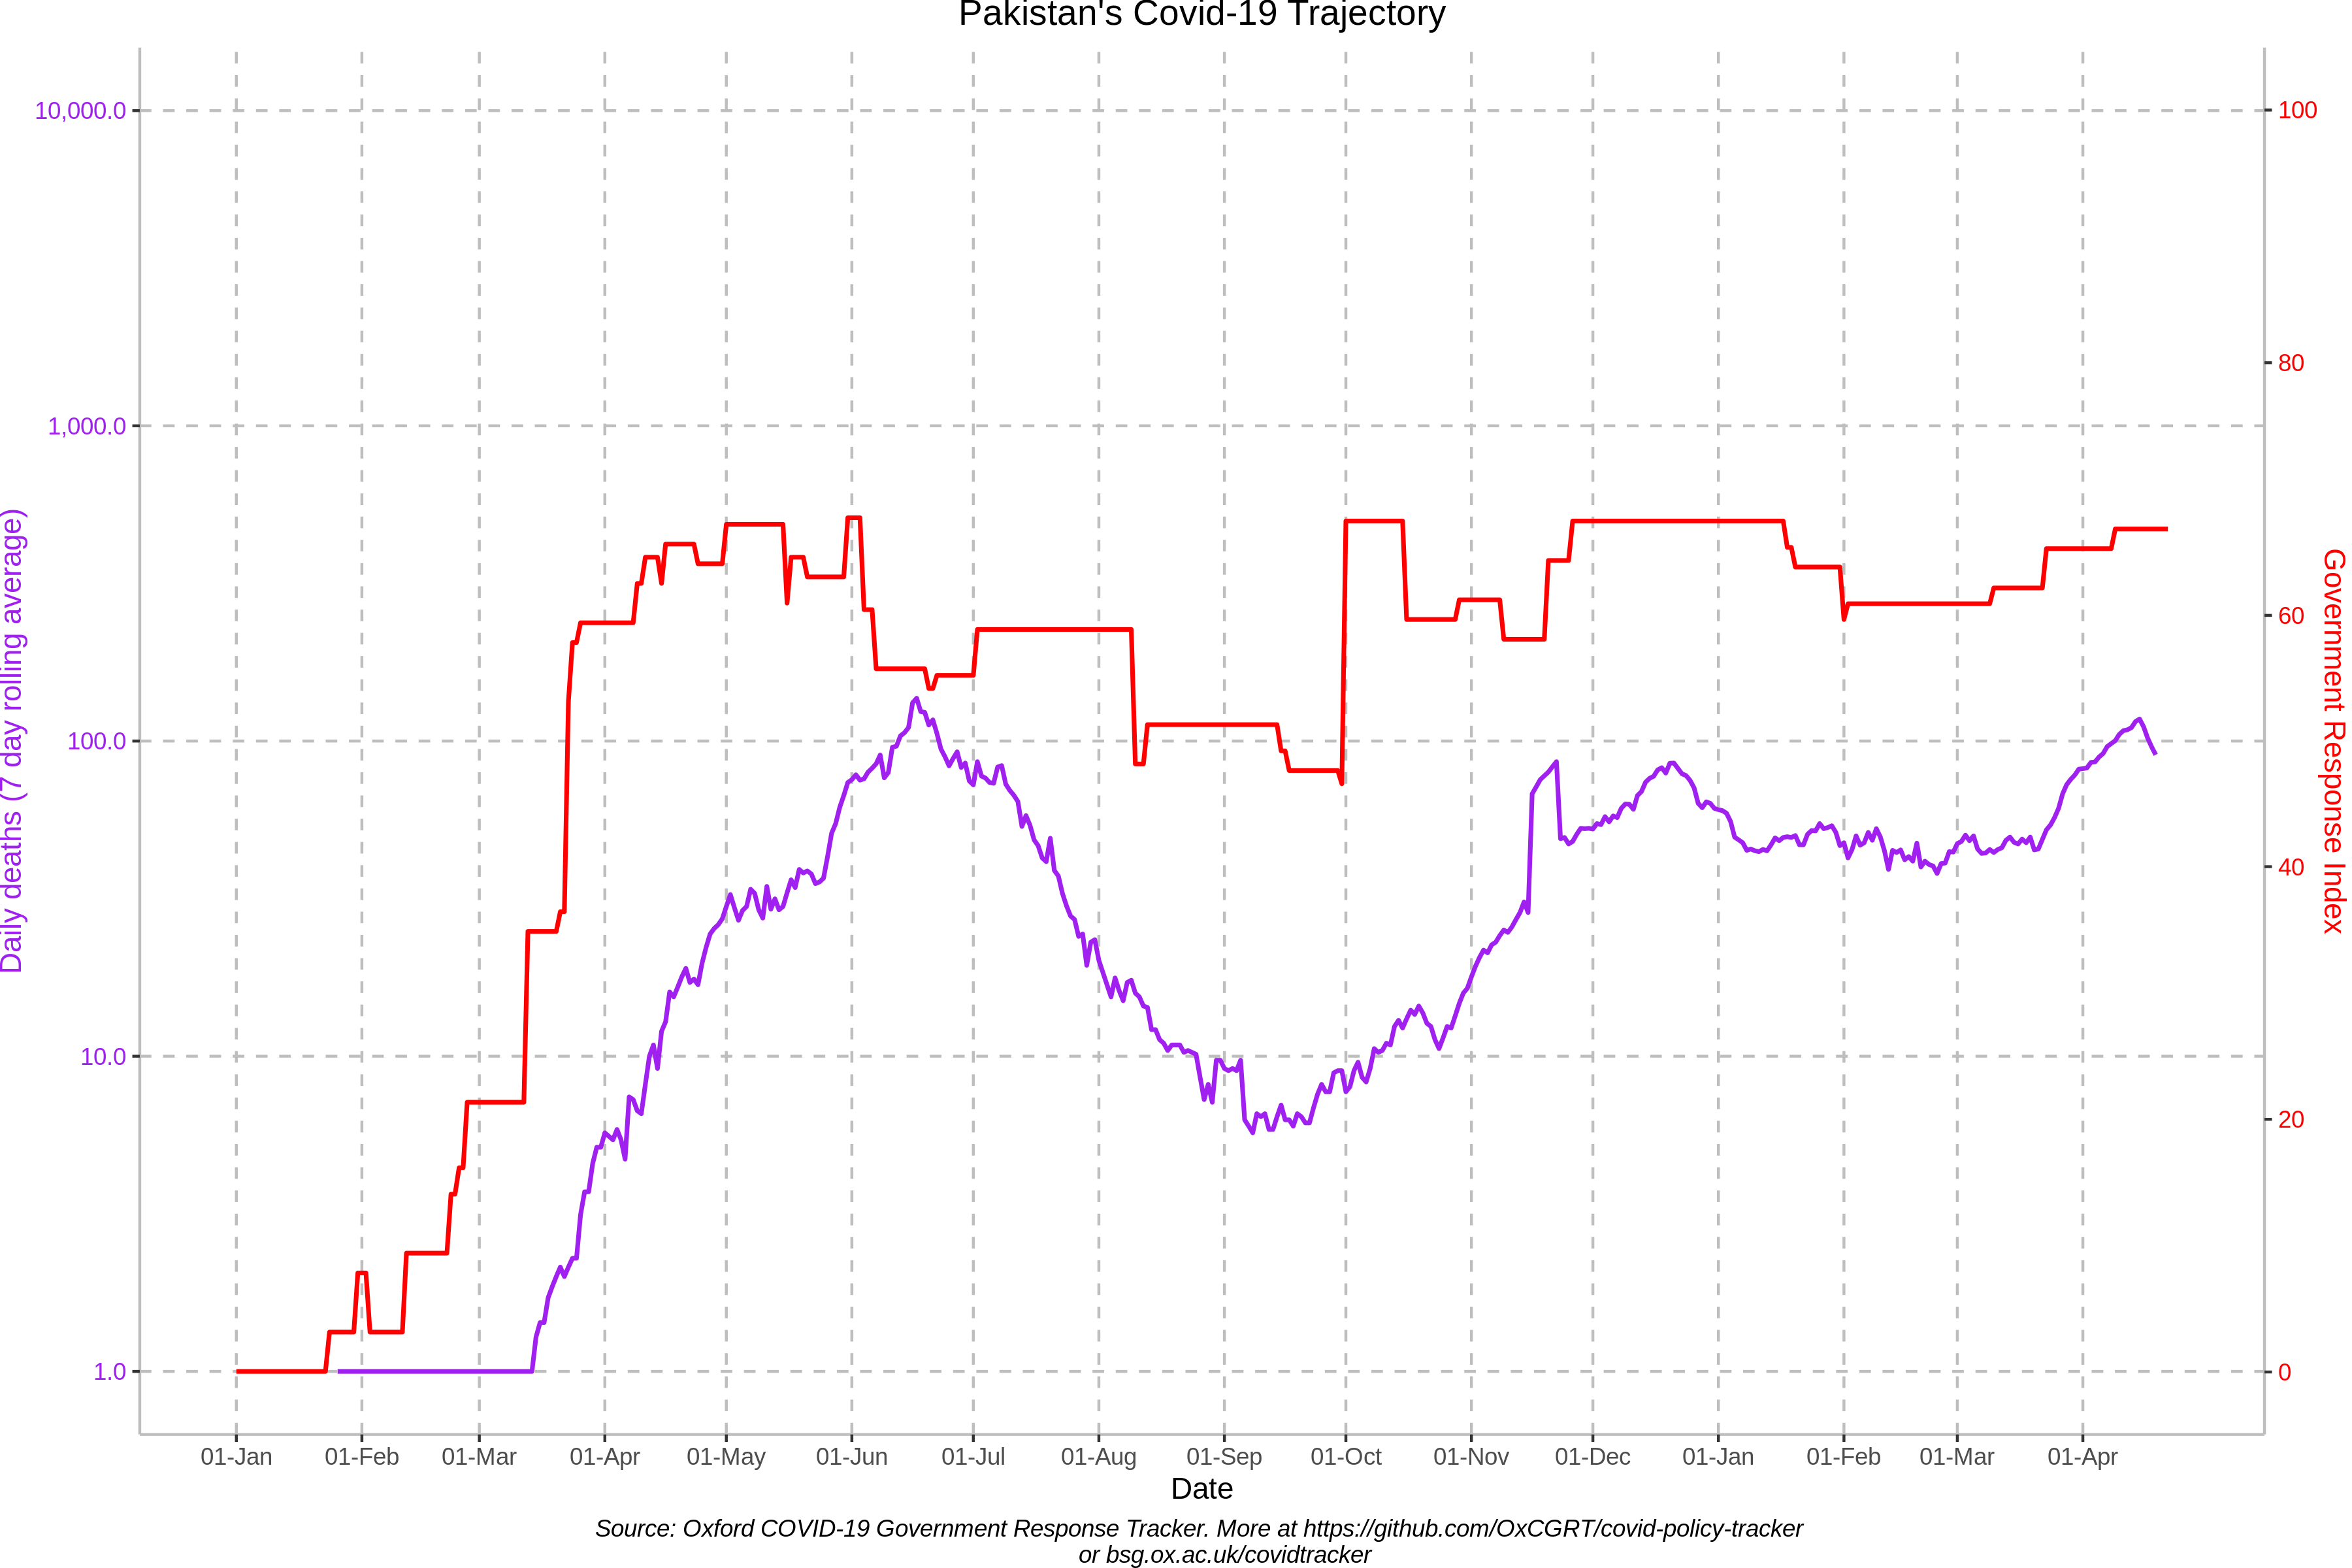 Pakistan's Covid-19 Trajectory
10,000.0
1,000.0
100.0
10.0
1.0
Daily deaths (7 day rolling average)
100
80
60
40
20
0
Government Response Index
01-Jan 01-Feb 01-Mar 01-Apr 01-May 01-Jun 01-Jul 01-Aug 01-Sep 01-Oct 01-Nov 01-Dec 01-Jan 01-Feb 01-Mar 01-Apr
Date
Source: Oxford COVID-19 Government Response Tracker. More at https://github.com/OxCGRT/covid-policy-tracker
or bsg.ox.ac.uk/covidtracker